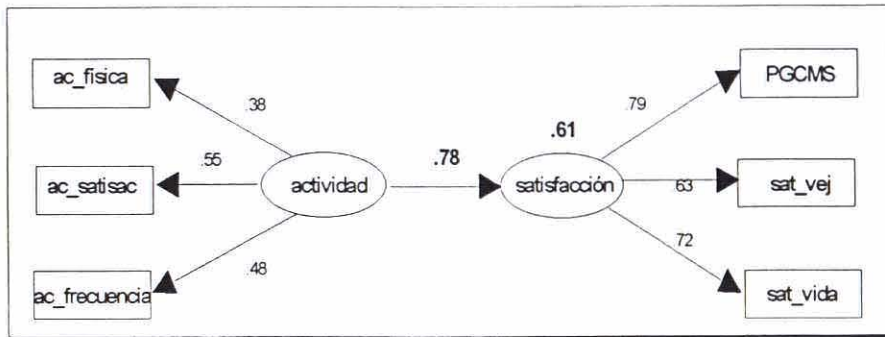 ac_fisica
PGCMS
.38
.79
.61
.55
.78
ac_satisac
actividad
satisfacción
63
sat_vej
.48
72
ac_frecuencia
sat_vida